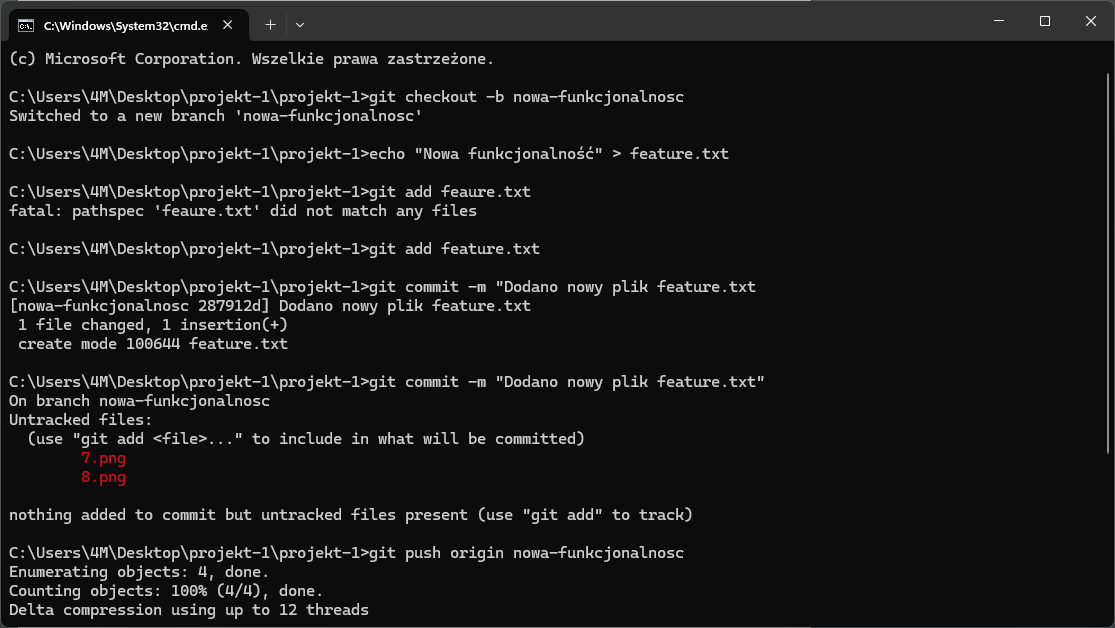 C:\Windows\System32\cmd.e
(c) Microsoft Corporation. Wszelkie prawa zastrzeżone.
C:\Users\4M\Desktop\projekt-1\projekt-1>git checkout -b nowa-funkcjonalnosc
Switched to a new branch 'nowa-funkcjonalnosc'
C:\Users\4M\Desktop\projekt-1\projekt-1>echo "Nowa funkcjonalność" > feature.txt
C:\Users\4M\Desktop\projekt-1\projekt-1>git add feaure.txt
fatal: pathspec 'feaure.txt' did not match any files
C:\Users\4M\Desktop\projekt-1\projekt-1>git add feature.txt
C:\Users\4M\Desktop\projekt-1\projekt-1>git commit -m "Dodano nowy plik feature.txt
[nowa-funkcjonalnosc 287912d] Dodano nowy plik feature.txt
1 file changed, 1 insertion(+)
create mode 100644 feature.txt
C:\Users\4M\Desktop\projekt-1\projekt-1>git commit -m "Dodano nowy plik feature.txt"
On branch nowa-funkcjonalnosc
Untracked files:
(use "git add <file>..." to include in what will be committed)
7.png
8.png
nothing added to commit but untracked files present (use "git add" to track)
C:\Users\4M\Desktop\projekt-1\projekt-1>git push origin nowa-funkcjonalnosc
Enumerating objects: 4, done.
Counting objects: 100% (4/4), done.
Delta compression using up to 12 threads